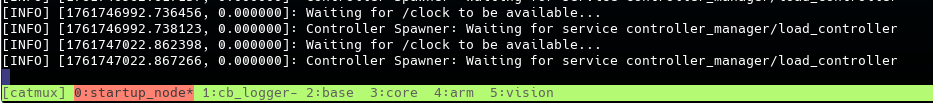 [INFO] [1761746992.736456, 0.000000]: Waiting for /clock to be available...
[INFO] [1761746992.738123, 0.000000]: Controller Spawner: Waiting for service controller_manager/load_controller
[INFO] [1761747022.862398, 0.000000]: Waiting for /clock to be available...
[INFO] [1761747022.867266, 0.000000]: Controller Spawner: Waiting for service controller_manager/load_controller
[catmux] 0:startup_node* 1:cb_logger- 2:base 3:core 4:arm 5:vision